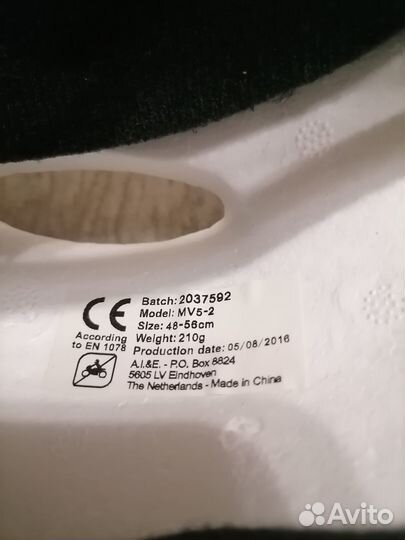 CE
According
to EN 1078
Batch: 2037592
Model: MV5-2
Size: 48-56cm
Weight: 210g
Production date: 05/08/2016
A.I.&E. - P.O. Box 8824
5605 LV Eindhoven
The Netherlands - Made in China
Avito